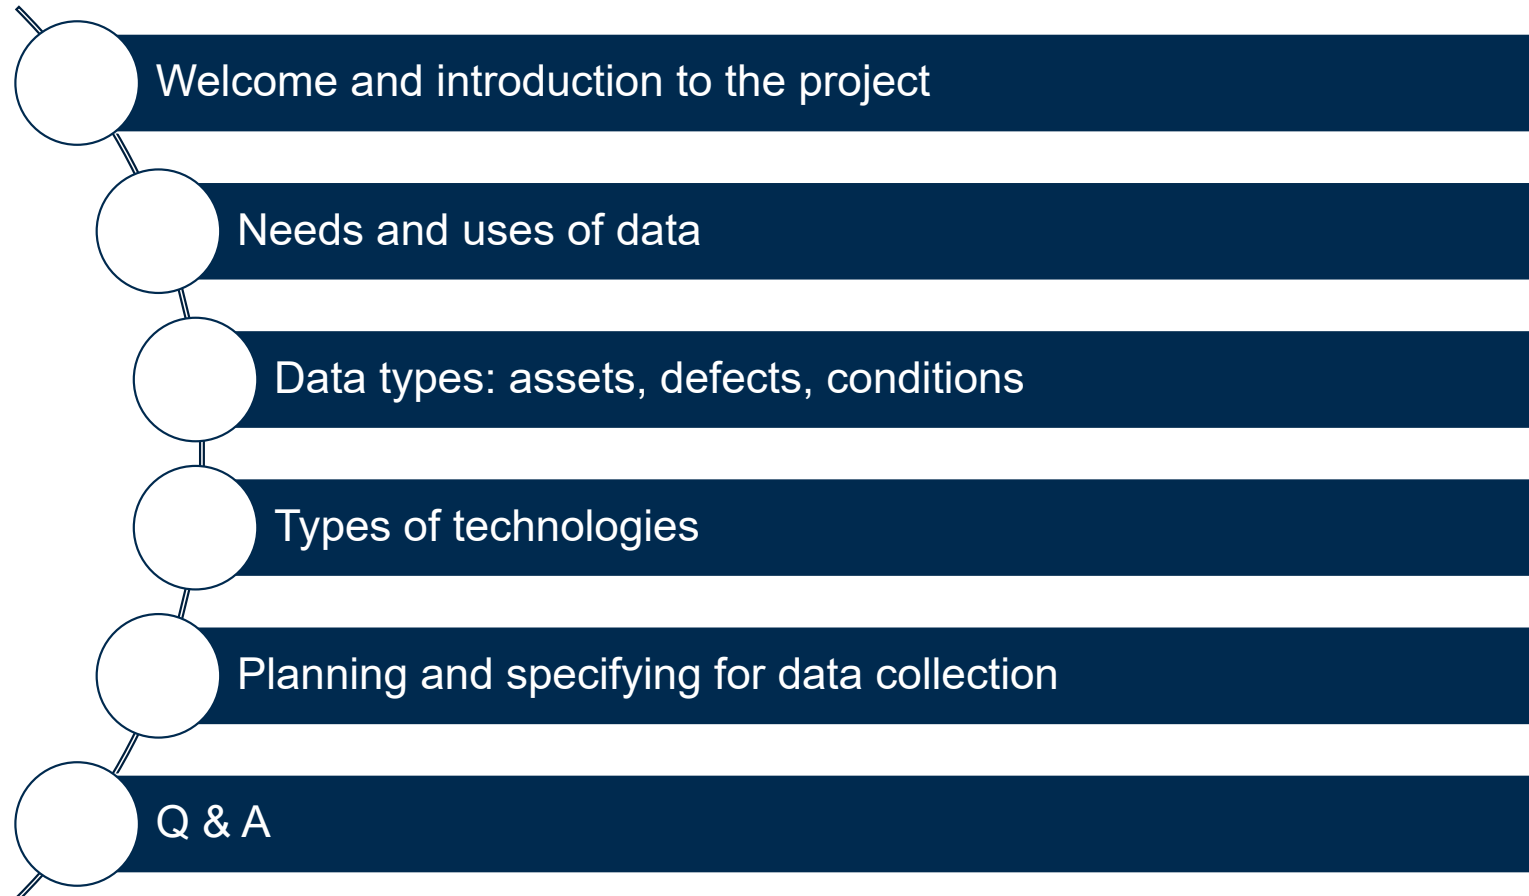 Welcome and introduction to the project
Needs and uses of data
Data types: assets, defects, conditions
Types of technologies
Planning and specifying for data collection
Q & A